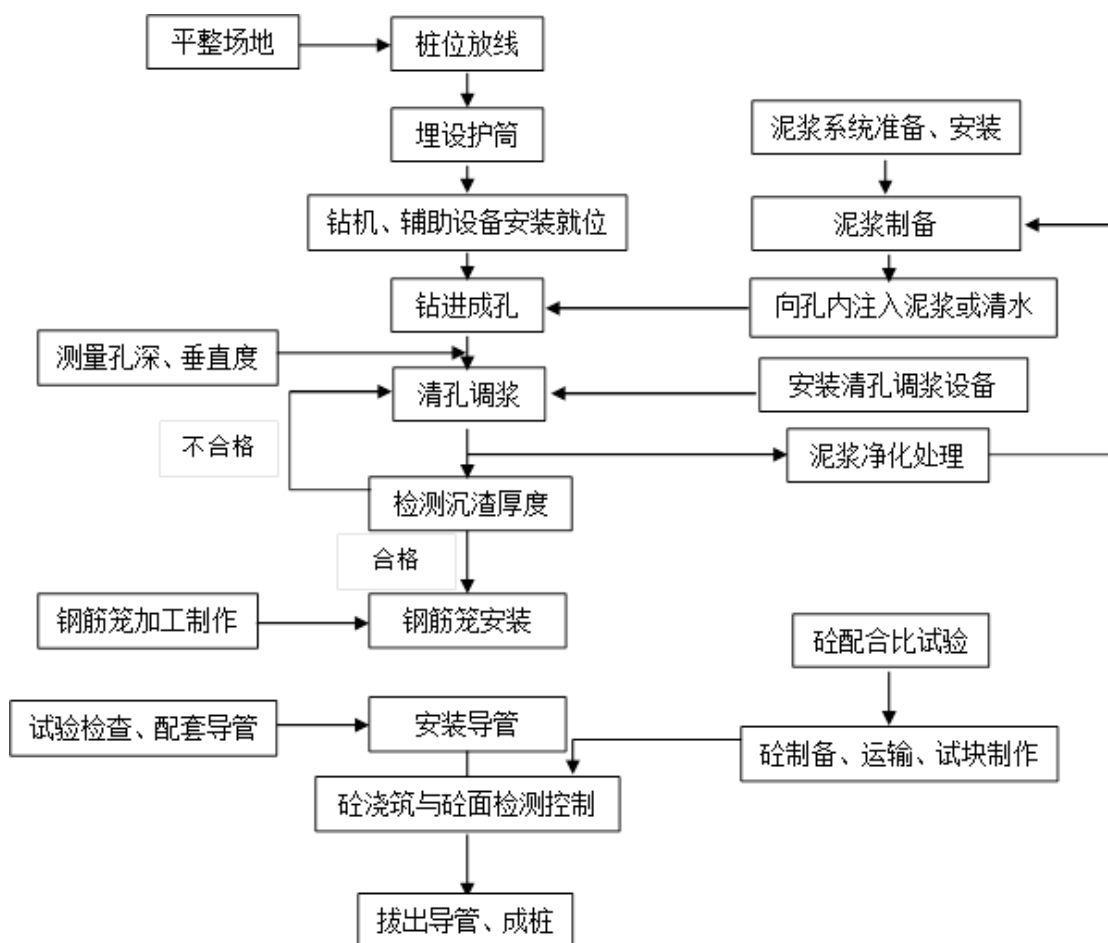 平整场地
桩位放线
埋设护筒
泥浆系统准备、安装
钻机、辅助设备安装就位
泥浆制备
钻进成孔
向孔内注入泥浆或清水
测量孔深、垂直度
清孔调浆
安装清孔调浆设备
不合格
泥浆净化处理
检测沉渣厚度
合格
钢筋笼加工制作
钢筋笼安装
砼配合比试验
试验检查、配套导管
安装导管
砼制备、运输、试块制作
砼浇筑与砼面检测控制
拔出导管、成桩